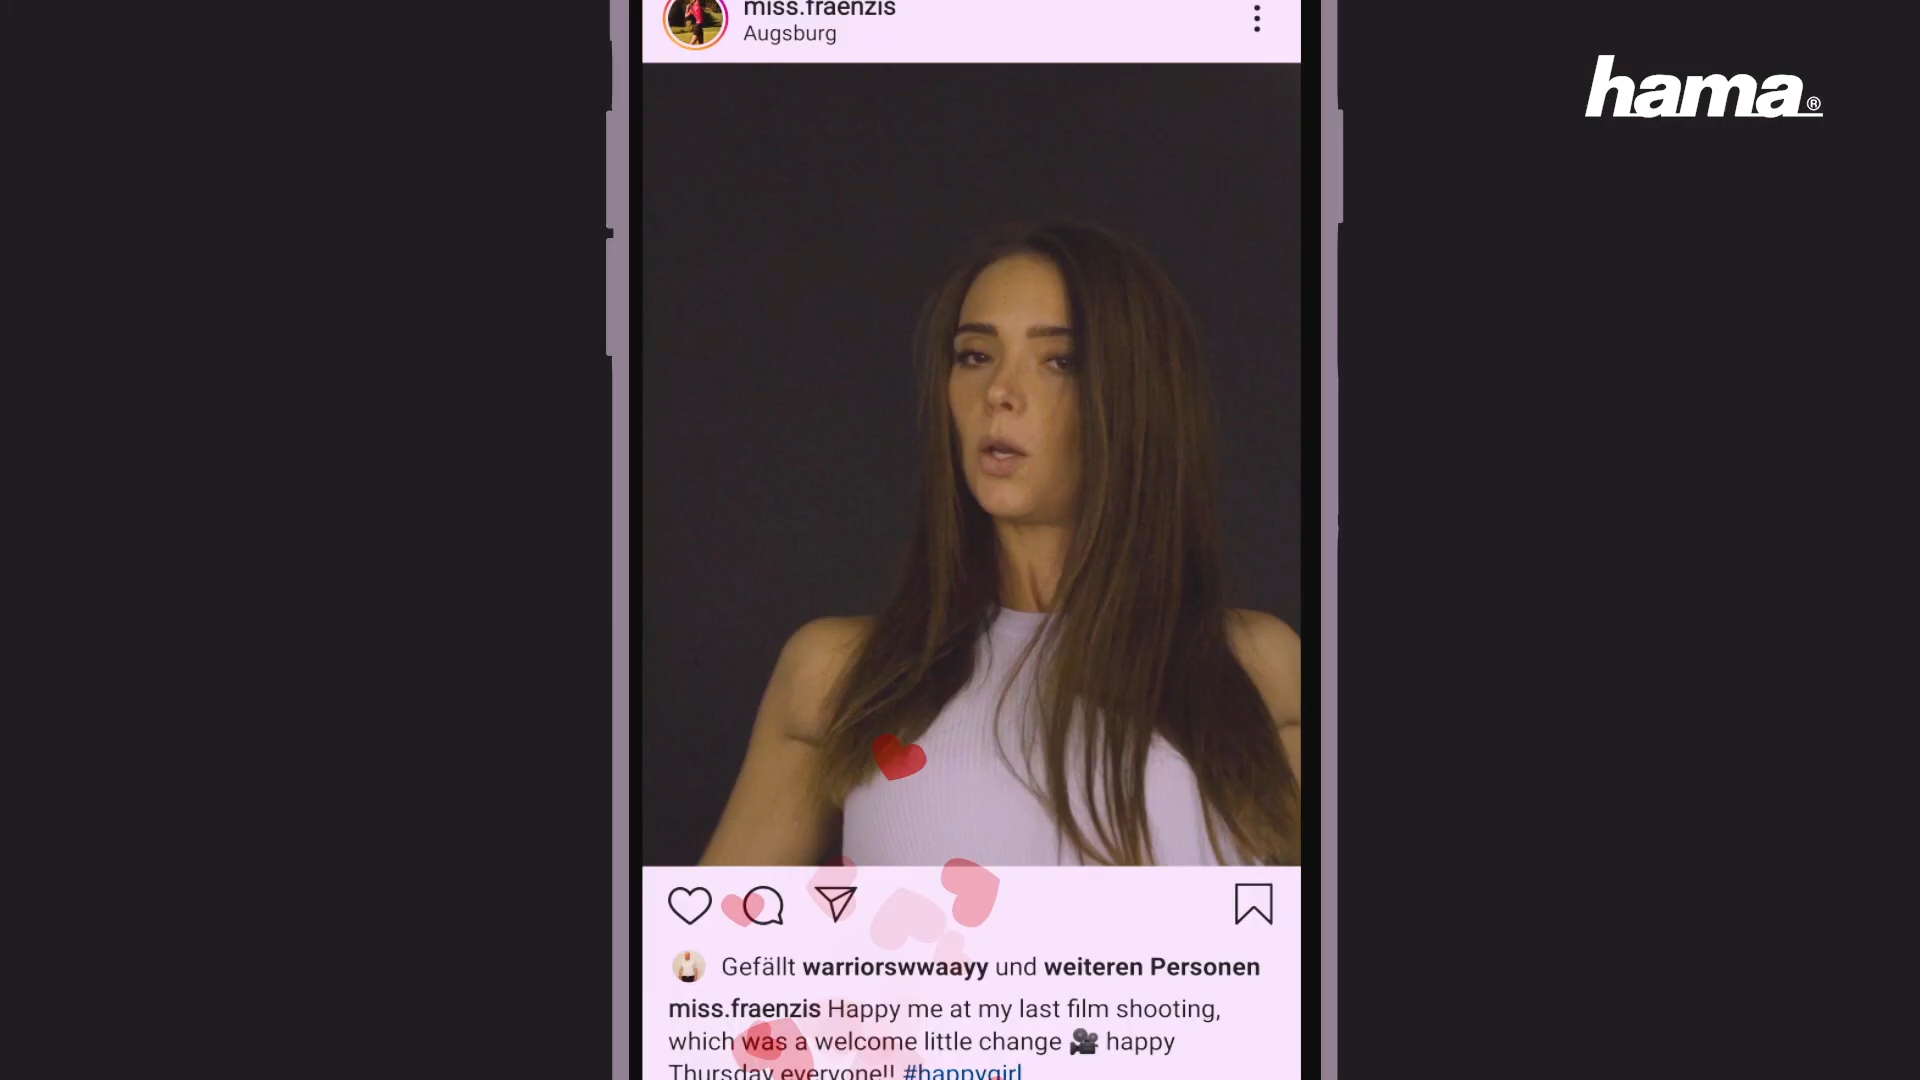 miss.fraenzis
Augsburg
hama®
Gefällt warriorswwaayy und weiteren Personen
miss.fraenzis Happy me at my last film shooting,
which was a welcome little change 🎥 happy
Thursday everyone!! #happygirl